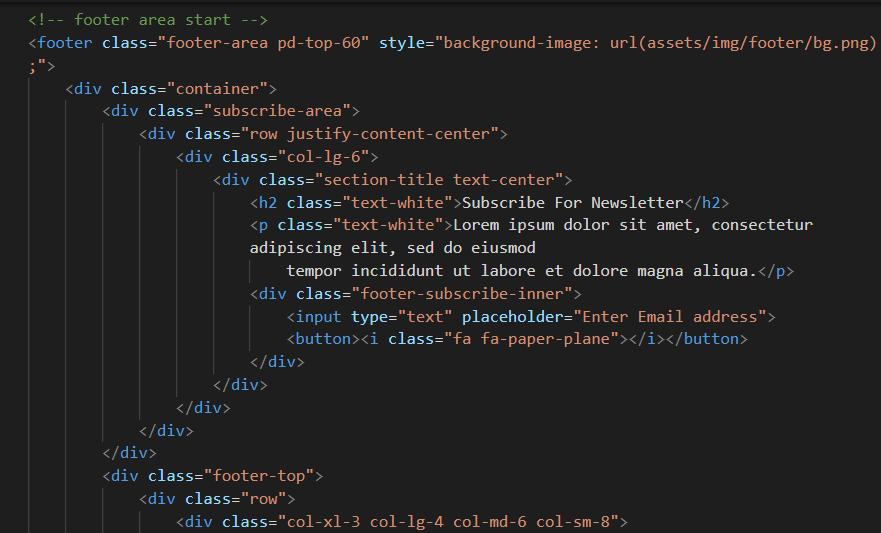 <!-- footer area start -->
<footer class="footer-area pd-top-60" style="background-image: url(assets/img/footer/bg.png)
;">
<div class="container">
<div class="subscribe-area">
<div class="row justify-content-center">
<div class="col-lg-6">
<div class="section-title text-center">
<h2 class="text-white">Subscribe For Newsletter</h2>
<p class="text-white">Lorem ipsum dolor sit amet, consectetur
adipiscing elit, sed do eiusmod
tempor incididunt ut labore et dolore magna aliqua.</p>
<div class="footer-subscribe-inner">
<input type="text" placeholder="Enter Email address">
<button><i class="fa fa-paper-plane"></i></button>
</div>
</div>
</div>
</div>
</div>
<div class="footer-top">
<div class="row">
<div class="col-xl-3 col-lg-4 col-md-6 col-sm-8">